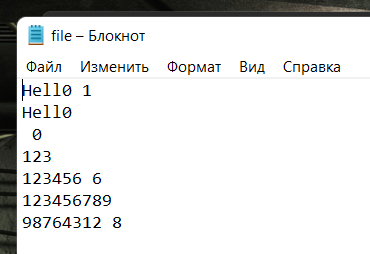 file – Блокнот
Файл Изменить Формат Вид Справка
Hell0 1
Hell0
 0
123
123456 6
123456789
98764312 8